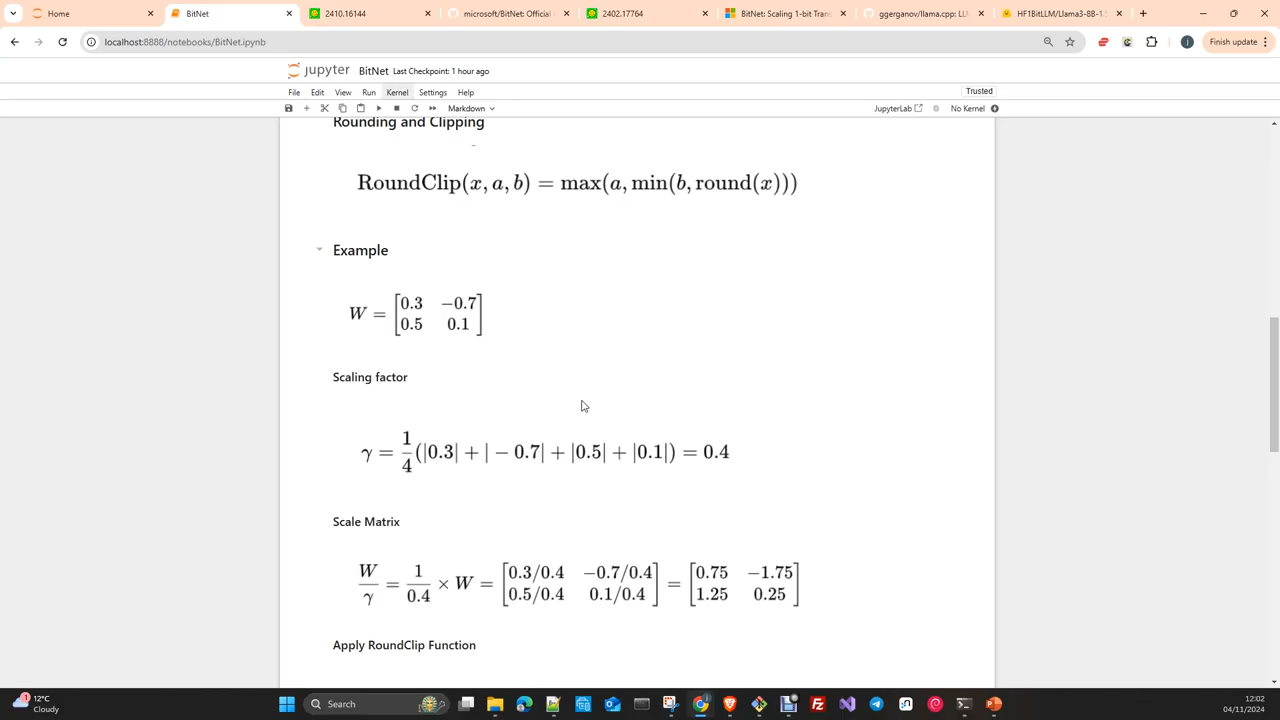 Home
BitNet
2410.16144
microsoft/BitNet: Official
2402.17764
BitNet: Scaling 1-bit Tran
ggerganov/llama.cpp: LL
HF1BitLLM/Llama3-8B-1
localhost:8888/notebooks/BitNet.ipynb
Finish update
jupyter BitNet Last Checkpoint: 1 hour ago
File Edit View Run Kernel Settings Help
Trusted
Markdown
JupyterLab
No Kernel
Rounding and Clipping
RoundClip(x, a, b) = max(a, min(b, round(x)))
Example
W = [0.3 −0.7
0.5 0.1]
Scaling factor
γ = 1/4 (|0.3| + | − 0.7| + |0.5| + |0.1|) = 0.4
Scale Matrix
W/γ = 1/0.4 × W = [0.3/0.4 −0.7/0.4 = [0.75 −1.75
0.5/0.4 0.1/0.4] 1.25 0.25]
Apply RoundClip Function
1
12°C
Cloudy
Search
12:02
04/11/2024